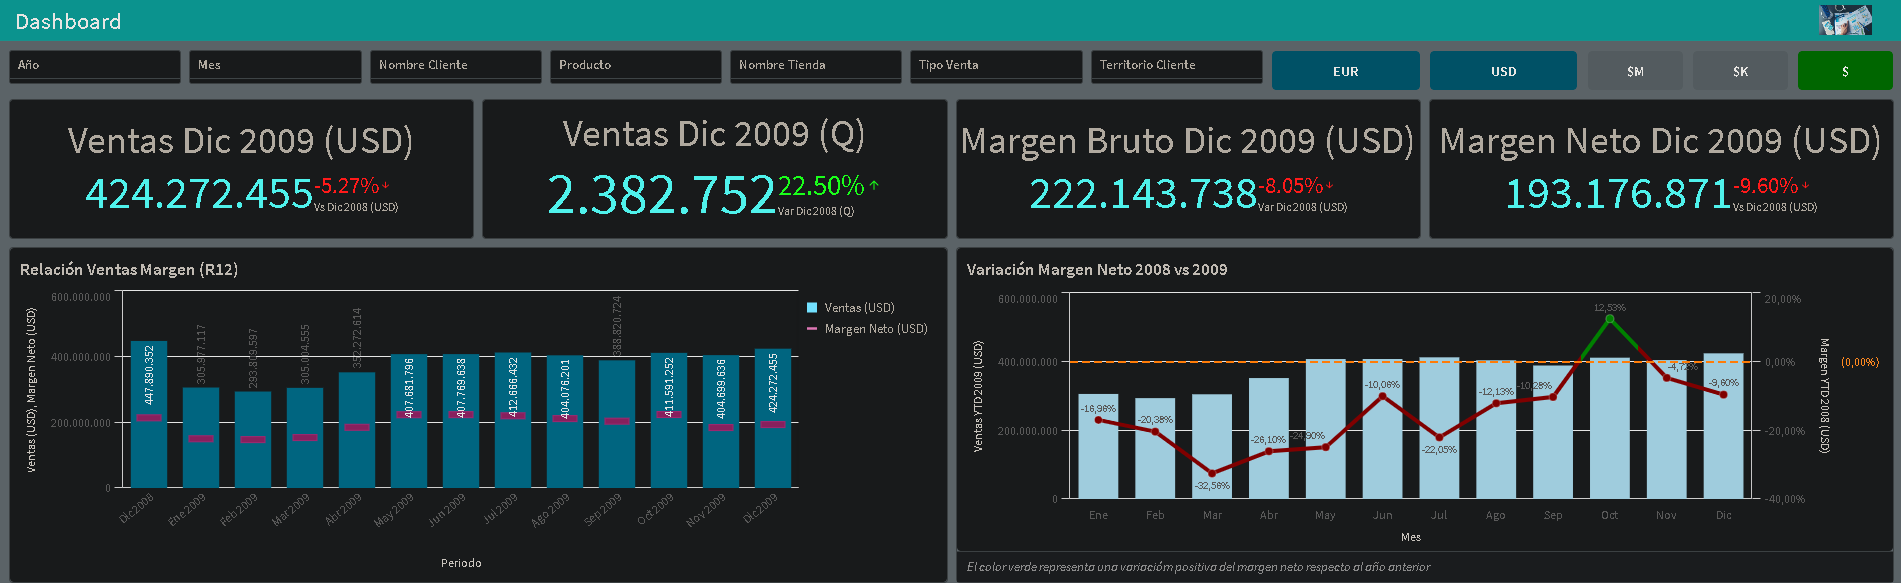 Dashboard
Año
Mes
Nombre Cliente
Producto
Nombre Tienda
Tipo Venta
Territorio Cliente
EUR
USD
$M
$K
$
Ventas Dic 2009 (USD)
424.272.455
-5.27%↓
Vs Dic2008 (USD)
Ventas Dic 2009 (Q)
2.382.752
22.50%↑
Var Dic2008 (Q)
Margen Bruto Dic 2009 (USD)
222.143.738
-8.05%↓
Var Dic2008 (USD)
Margen Neto Dic 2009 (USD)
193.176.871
-9.60%↓
Vs Dic2008 (USD)
Relación Ventas Margen (R12)
Ventas (USD), Margen Neto (USD)
600.000.000
400.000.000
200.000.000
0
447.890.352
305.977.117
293.809.597
305.004.555
352.272.614
407.681.796
407.769.638
412.666.432
404.076.201
388.820.724
411.591.252
404.699.636
424.272.455
Dic2008
Ene2009
Feb2009
Mar2009
Abr2009
May2009
Jun2009
Jul2009
Ago2009
Sep2009
Oct2009
Nov2009
Dic2009
Periodo
Ventas (USD)
Margen Neto (USD)
Variación Margen Neto 2008 vs 2009
Ventas YTD2009 (USD)
600.000.000
400.000.000
200.000.000
0
-16,96%
-20,38%
-32,56%
-26,10%
-24,90%
-10,06%
-22,05%
-12,13%
-10,28%
12,53%
-4,72%
-9,60%
20,00%
0,00%
-20,00%
-40,00%
Margen YTD2008 (USD)
(0,00%)
Ene
Feb
Mar
Abr
May
Jun
Jul
Ago
Sep
Oct
Nov
Dic
Mes
El color verde representa una variación positiva del margen neto respecto al año anterior